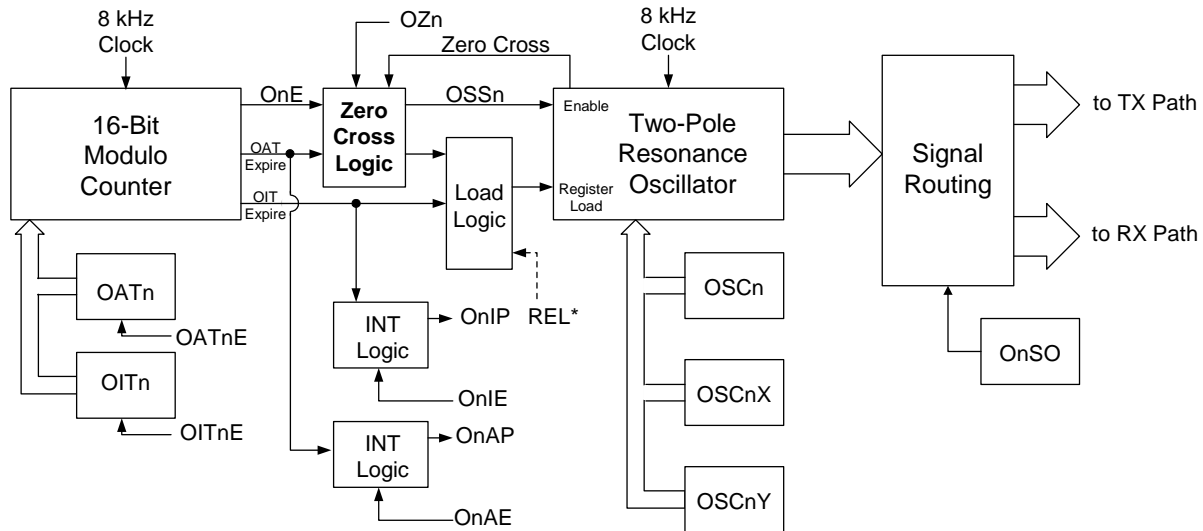 8 kHz
Clock
OZn
Zero Cross
8 kHz
Clock
16-Bit
Modulo
Counter
OnE
OAT
Expire
OIT
Expire
Zero
Cross
Logic
OSSn
Load
Logic
Enable
Register
Load
Two-Pole
Resonance
Oscillator
Signal
Routing
to TX Path
to RX Path
OATn
OATnE
OITn
OITnE
INT
Logic
OnIP
OnIE
REL*
INT
Logic
OnAP
OnAE
OSCn
OSCnX
OSCnY
OnSO